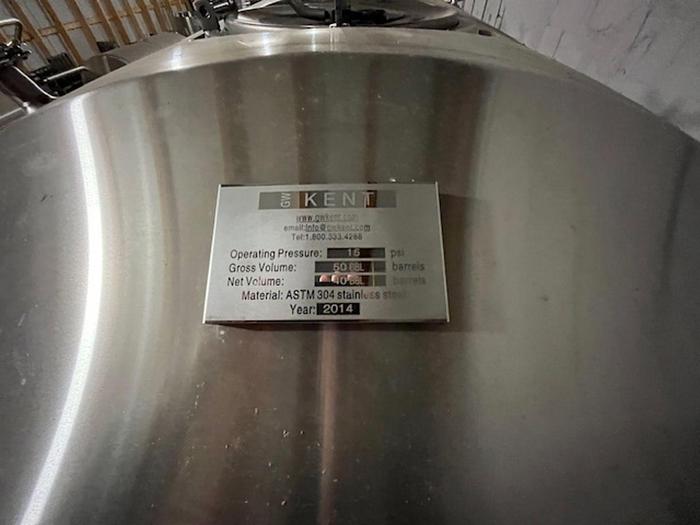 GW KENT
www.gwkent.com
email:info@gwkent.com
Tel:1.800.333.4288
Operating Pressure: 15 psi
Gross Volume: 50 BBL barrels
Net Volume: 40 BBL barrels
Material: ASTM 304 stainless steel
Year: 2014